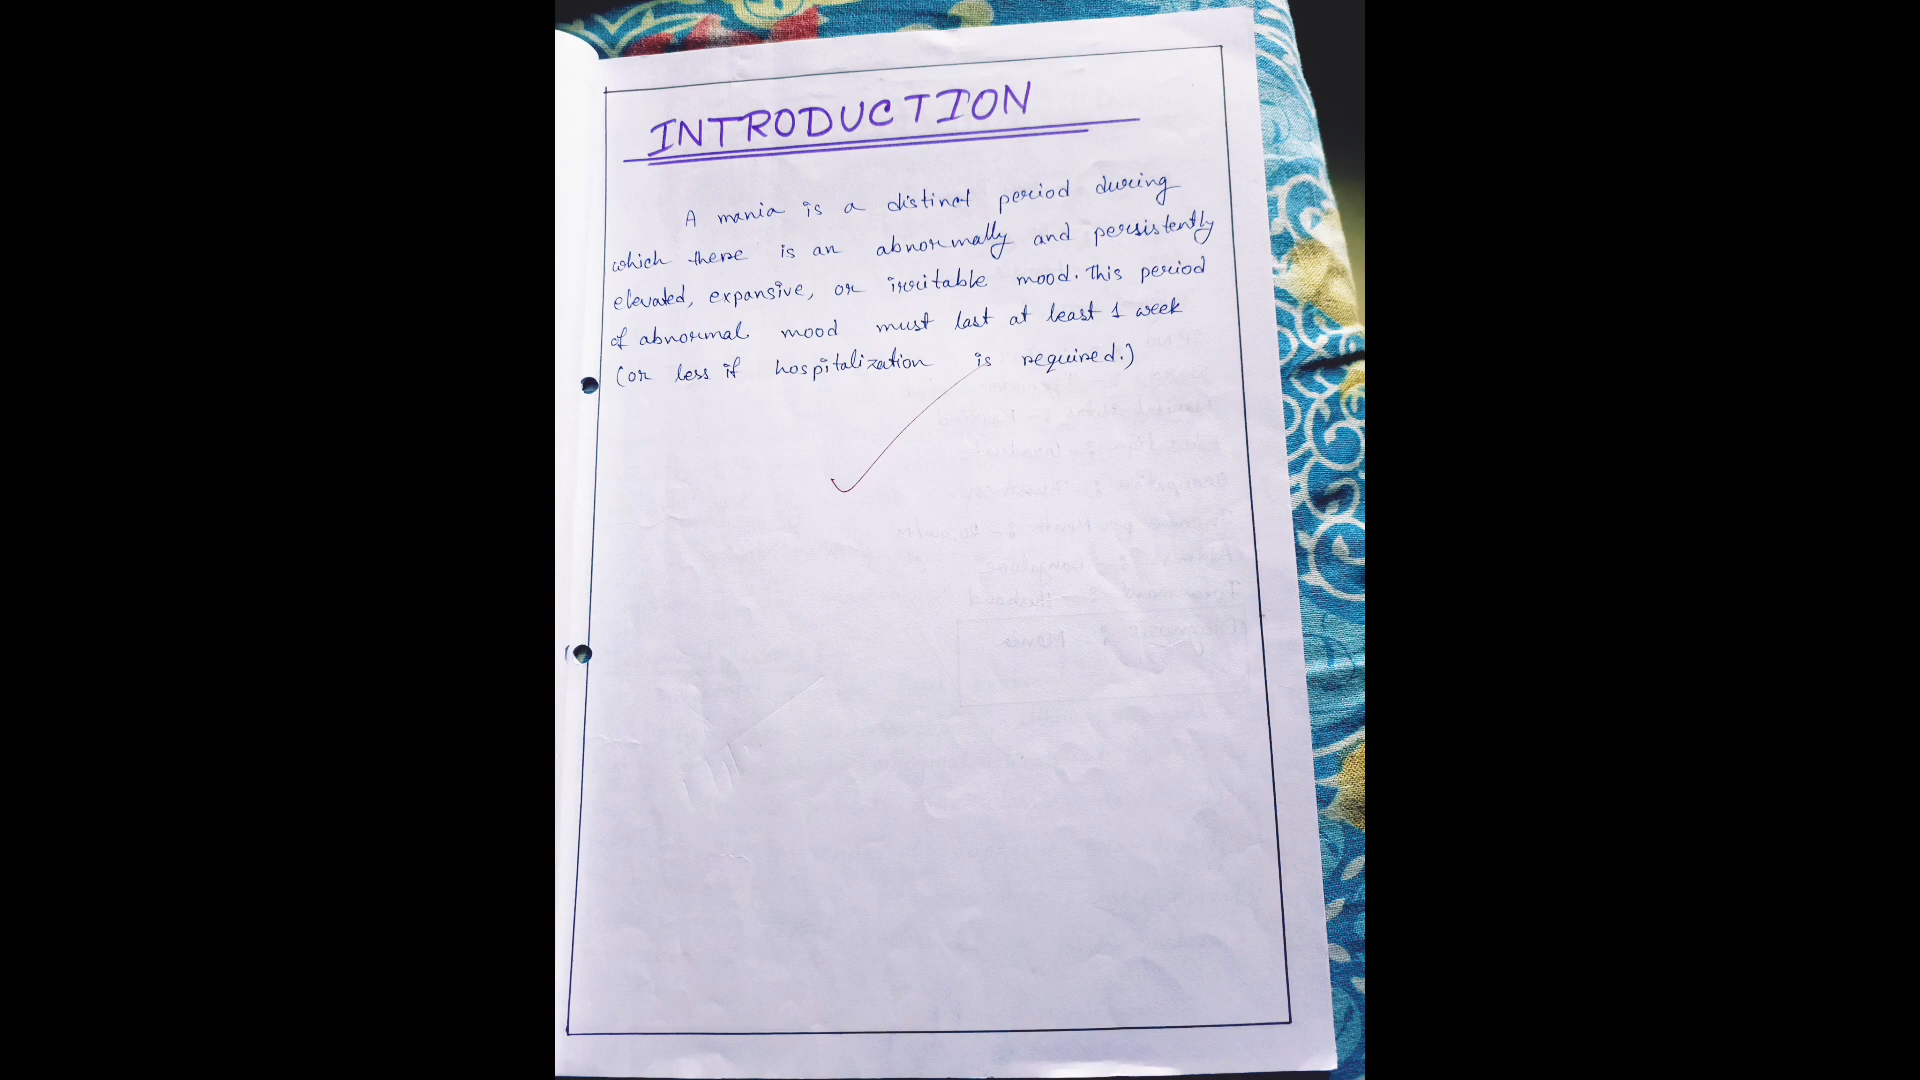 INTRODUCTION
A mania is a distinct period during
which there is an abnormally and persistently
elevated, expansive, or irritable mood. This period
of abnormal mood must last at least 1 week
(or less if hospitalization is required.)